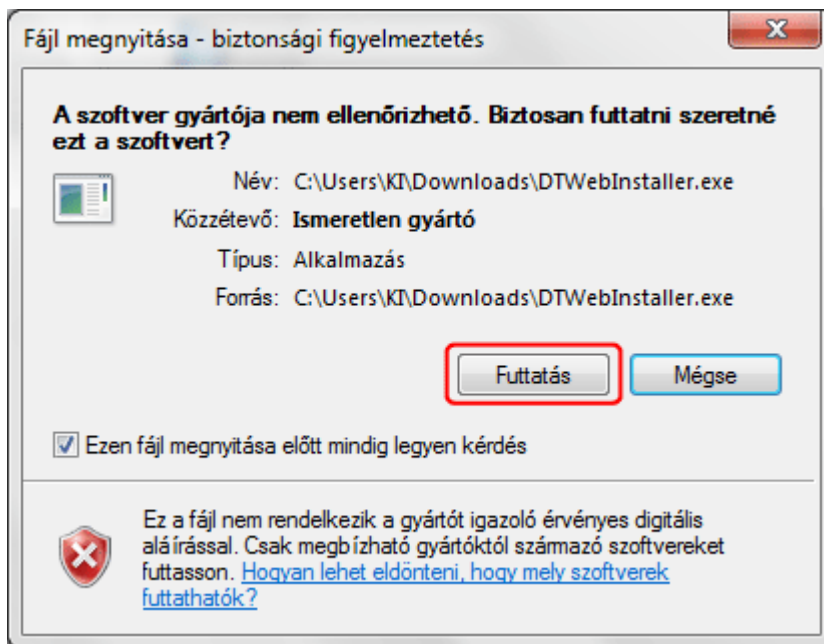 Fájl megnyitása - biztonsági figyelmeztetés
A szoftver gyártója nem ellenőrizhető. Biztosan futtatni szeretné
ezt a szoftvert?
Név: C:\Users\KI\Downloads\DTWebInstaller.exe
Közzétevő: Ismeretlen gyártó
Típus: Alkalmazás
Forrás: C:\Users\KI\Downloads\DTWebInstaller.exe
Futtatás Mégse
Ezen fájl megnyitása előtt mindig legyen kérdés
Ez a fájl nem rendelkezik a gyártót igazoló érvényes digitális
aláírással. Csak megbízható gyártóktól származó szoftvereket
futtasson. Hogyan lehet eldönteni, hogy mely szoftverek
futtathatók?